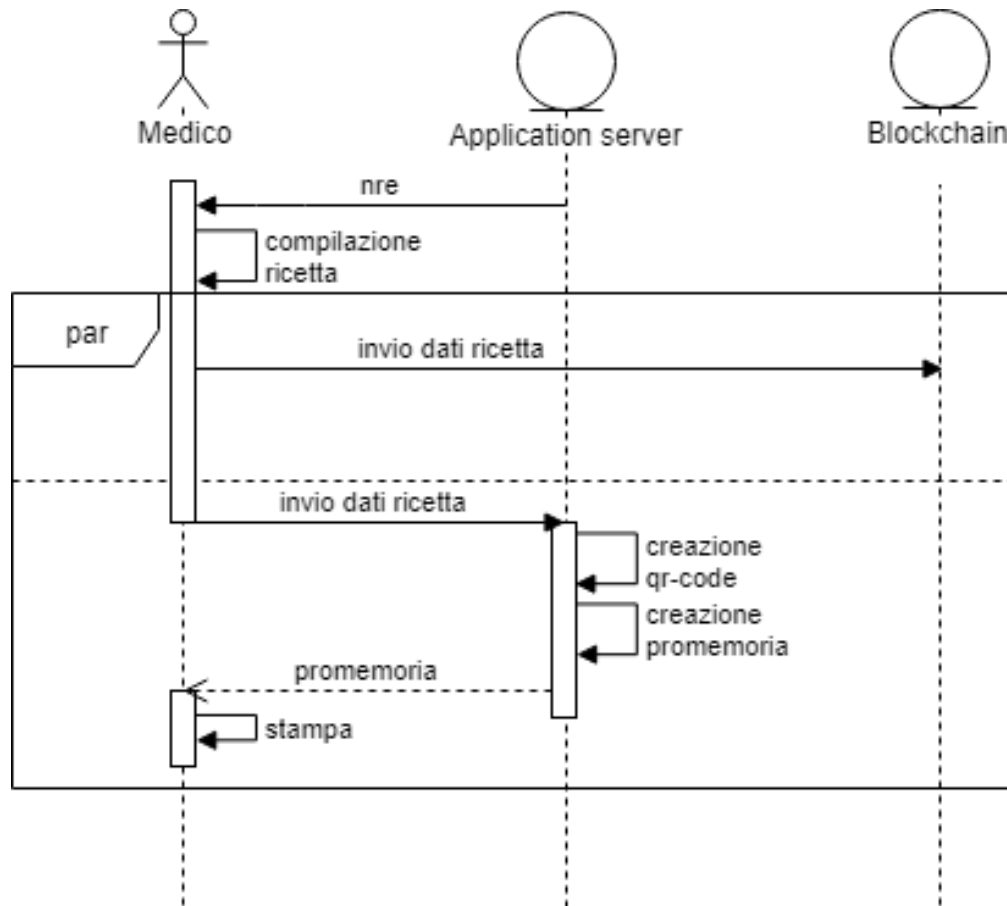 Medico
Application server
Blockchain
nre
compilazione
ricetta
par
invio dati ricetta
invio dati ricetta
creazione
qr-code
creazione
promemoria
promemoria
stampa